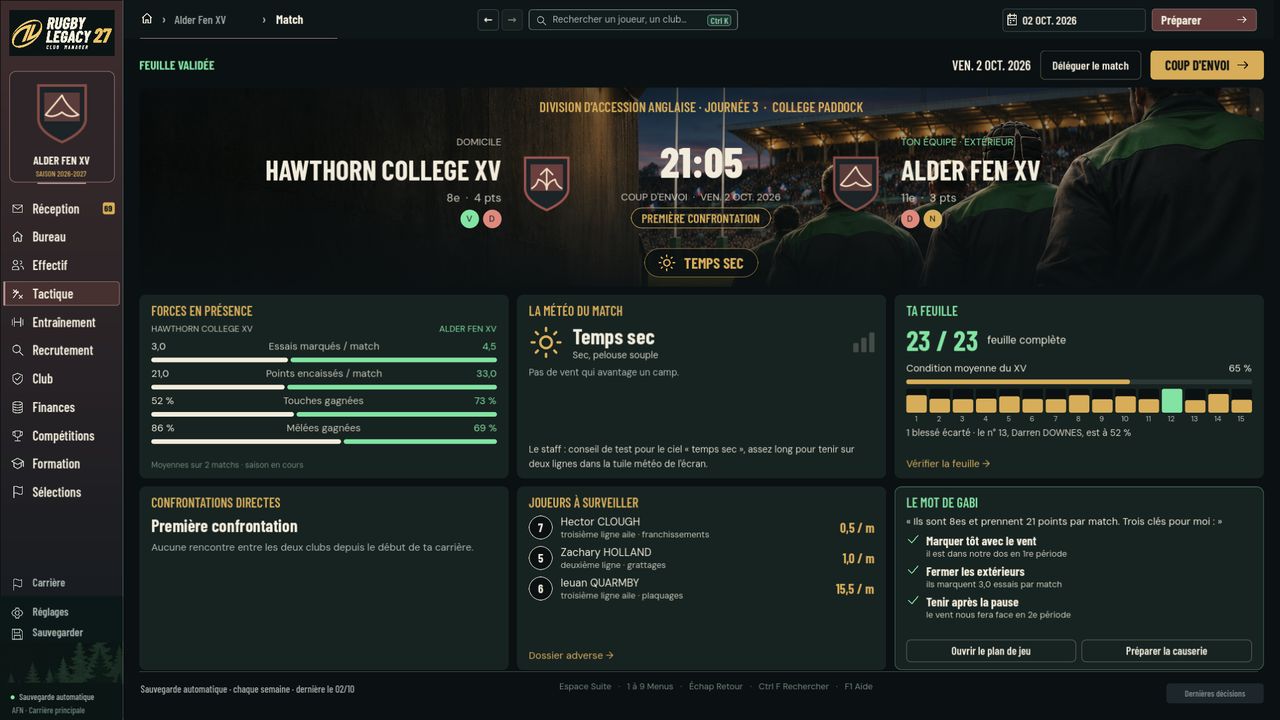 RUGBY
LEGACY 27
CLUB MANAGER
Alder Fen XV
Match
Rechercher un joueur, un club...
Ctrl K
02 OCT. 2026
Préparer
ALDER FEN XV
SAISON 2026-2027
Réception
69
Bureau
Effectif
Tactique
Entraînement
Recrutement
Club
Finances
Compétitions
Formation
Sélections
Carrière
Réglages
Sauvegarder
Sauvegarde automatique
AFN · Carrière principale
FEUILLE VALIDÉE
VEN. 2 OCT. 2026
Déléguer le match
COUP D'ENVOI
DIVISION D'ACCESSION ANGLAISE · JOURNÉE 3 · COLLEGE PADDOCK
DOMICILE
HAWTHORN COLLEGE XV
8e · 4 pts
V D
21:05
COUP D'ENVOI · VEN. 2 OCT. 2026
PREMIÈRE CONFRONTATION
TEMPS SEC
TON ÉQUIPE · EXTÉRIEUR
ALDER FEN XV
11e · 3 pts
D N
FORCES EN PRÉSENCE
HAWTHORN COLLEGE XV ALDER FEN XV
3,0 Essais marqués / match 4,5
21,0 Points encaissés / match 33,0
52 % Touches gagnées 73 %
86 % Mêlées gagnées 69 %
Moyennes sur 2 matchs · saison en cours
LA MÉTÉO DU MATCH
Temps sec
Sec, pelouse souple
Pas de vent qui avantage un camp.
Le staff : conseil de test pour le ciel « temps sec », assez long pour tenir sur
deux lignes dans la tuile météo de l'écran.
TA FEUILLE
23 / 23 feuille complète
Condition moyenne du XV 65 %
1 2 3 4 5 6 7 8 9 10 11 12 13 14 15
1 blessé écarté · le n° 13, Darren DOWNES, est à 52 %
Vérifier la feuille →
CONFRONTATIONS DIRECTES
Première confrontation
Aucune rencontre entre les deux clubs depuis le début de ta carrière.
JOUEURS À SURVEILLER
7 Hector CLOUGH 0,5 / m
troisième ligne aile · franchissements
5 Zachary HOLLAND 1,0 / m
deuxième ligne · grattages
6 Ieuan QUARMBY 15,5 / m
troisième ligne aile · plaquages
Dossier adverse →
LE MOT DE GABI
« Ils sont 8es et prennent 21 points par match. Trois clés pour moi : »
Marquer tôt avec le vent
il est dans notre dos en 1re période
Fermer les extérieurs
ils marquent 3,0 essais par match
Tenir après la pause
le vent nous fera face en 2e période
Ouvrir le plan de jeu
Préparer la causerie
Sauvegarde automatique · chaque semaine · dernière le 02/10
Espace Suite · 1 à 9 Menus · Échap Retour · Ctrl F Rechercher · F1 Aide
Dernières décisions